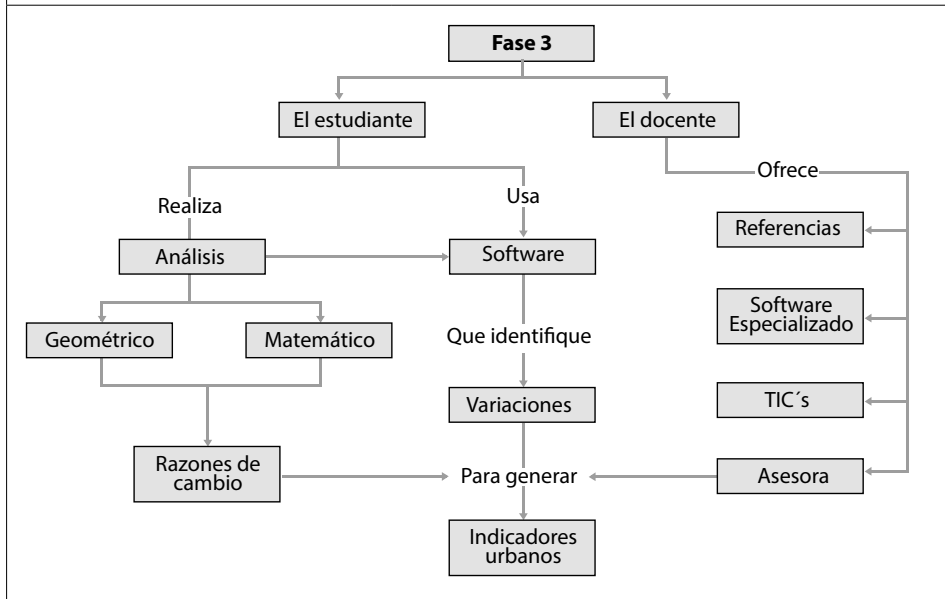 Fase 3
El estudiante
El docente
Ofrece
Realiza
Usa
Referencias
Análisis
Software
Software
Especializado
Geométrico
Matemático
Que identifique
TIC´s
Variaciones
Razones de
cambio
Para generar
Asesora
Indicadores
urbanos